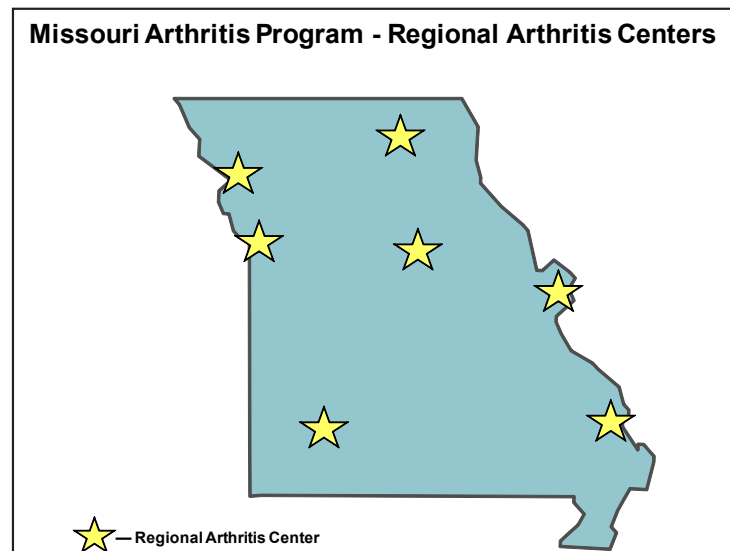 Missouri Arthritis Program - Regional Arthritis Centers
— Regional Arthritis Center